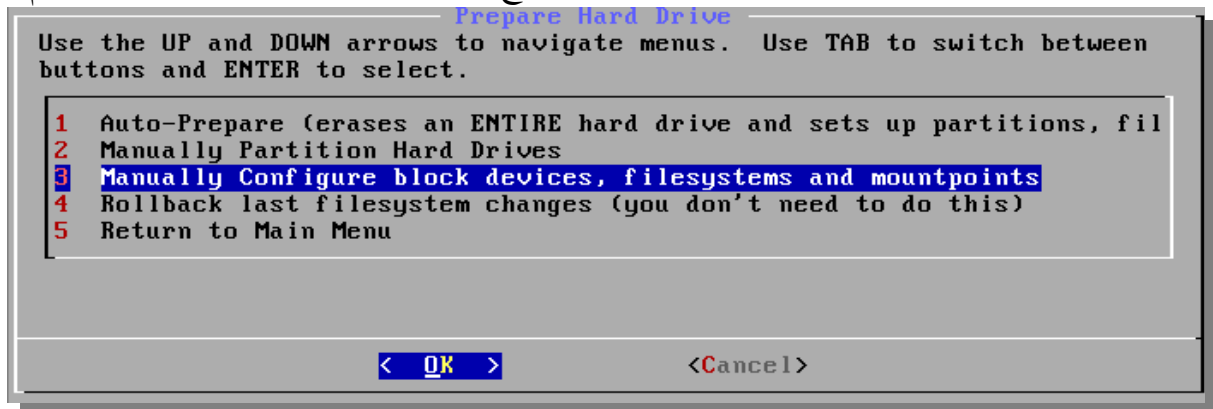 Prepare Hard Drive
Use the UP and DOWN arrows to navigate menus.  Use TAB to switch between
buttons and ENTER to select.
1 Auto-Prepare (erases an ENTIRE hard drive and sets up partitions, fil
2 Manually Partition Hard Drives
3 Manually Configure block devices, filesystems and mountpoints
4 Rollback last filesystem changes (you don't need to do this)
5 Return to Main Menu
< OK > <Cancel>